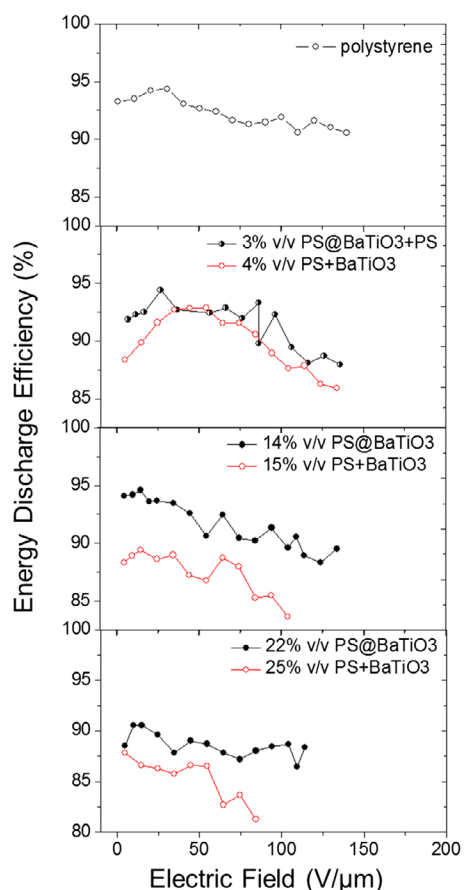 100
polystyrene
95
90
85
100
3% v/v PS@BaTiO3+PS
4% v/v PS+BaTiO3
95
90
85
100
14% v/v PS@BaTiO3
15% v/v PS+BaTiO3
95
90
85
100
22% v/v PS@BaTiO3
25% v/v PS+BaTiO3
95
90
85
80
0 50 100 150 200
Electric Field (V/μm)
Energy Discharge Efficiency (%)